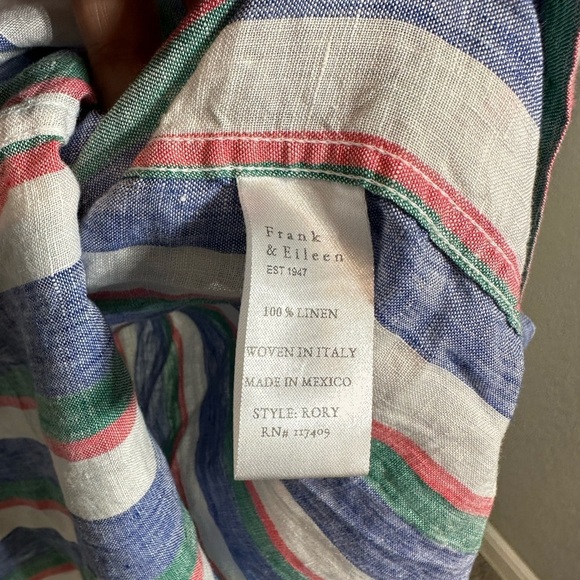 Frank
& Eileen
EST 1947
100 % LINEN
WOVEN IN ITALY
MADE IN MEXICO
STYLE: RORY
RN# 117409